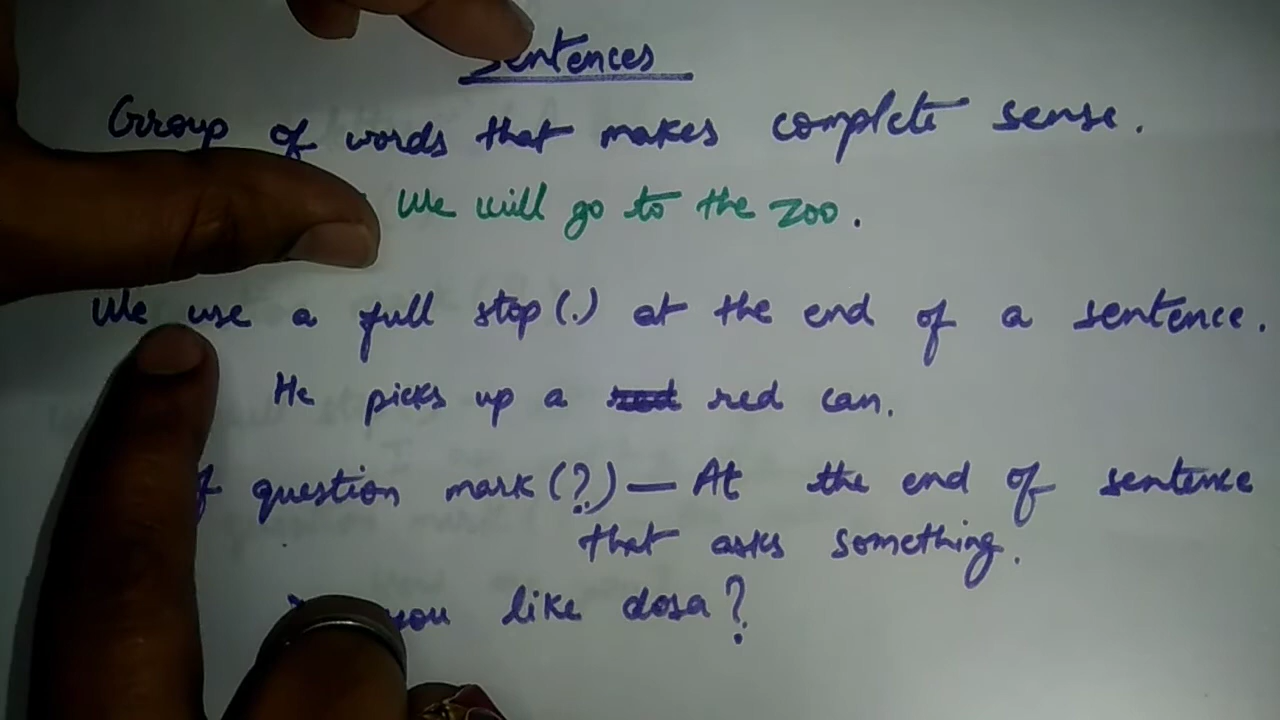 Sentences
Group of words that makes complete sense.
We will go to the zoo.
We use a full stop (.) at the end of a sentence.
He picks up a red can.
question mark (?) — At the end of sentence
that asks something.
you like dosa?